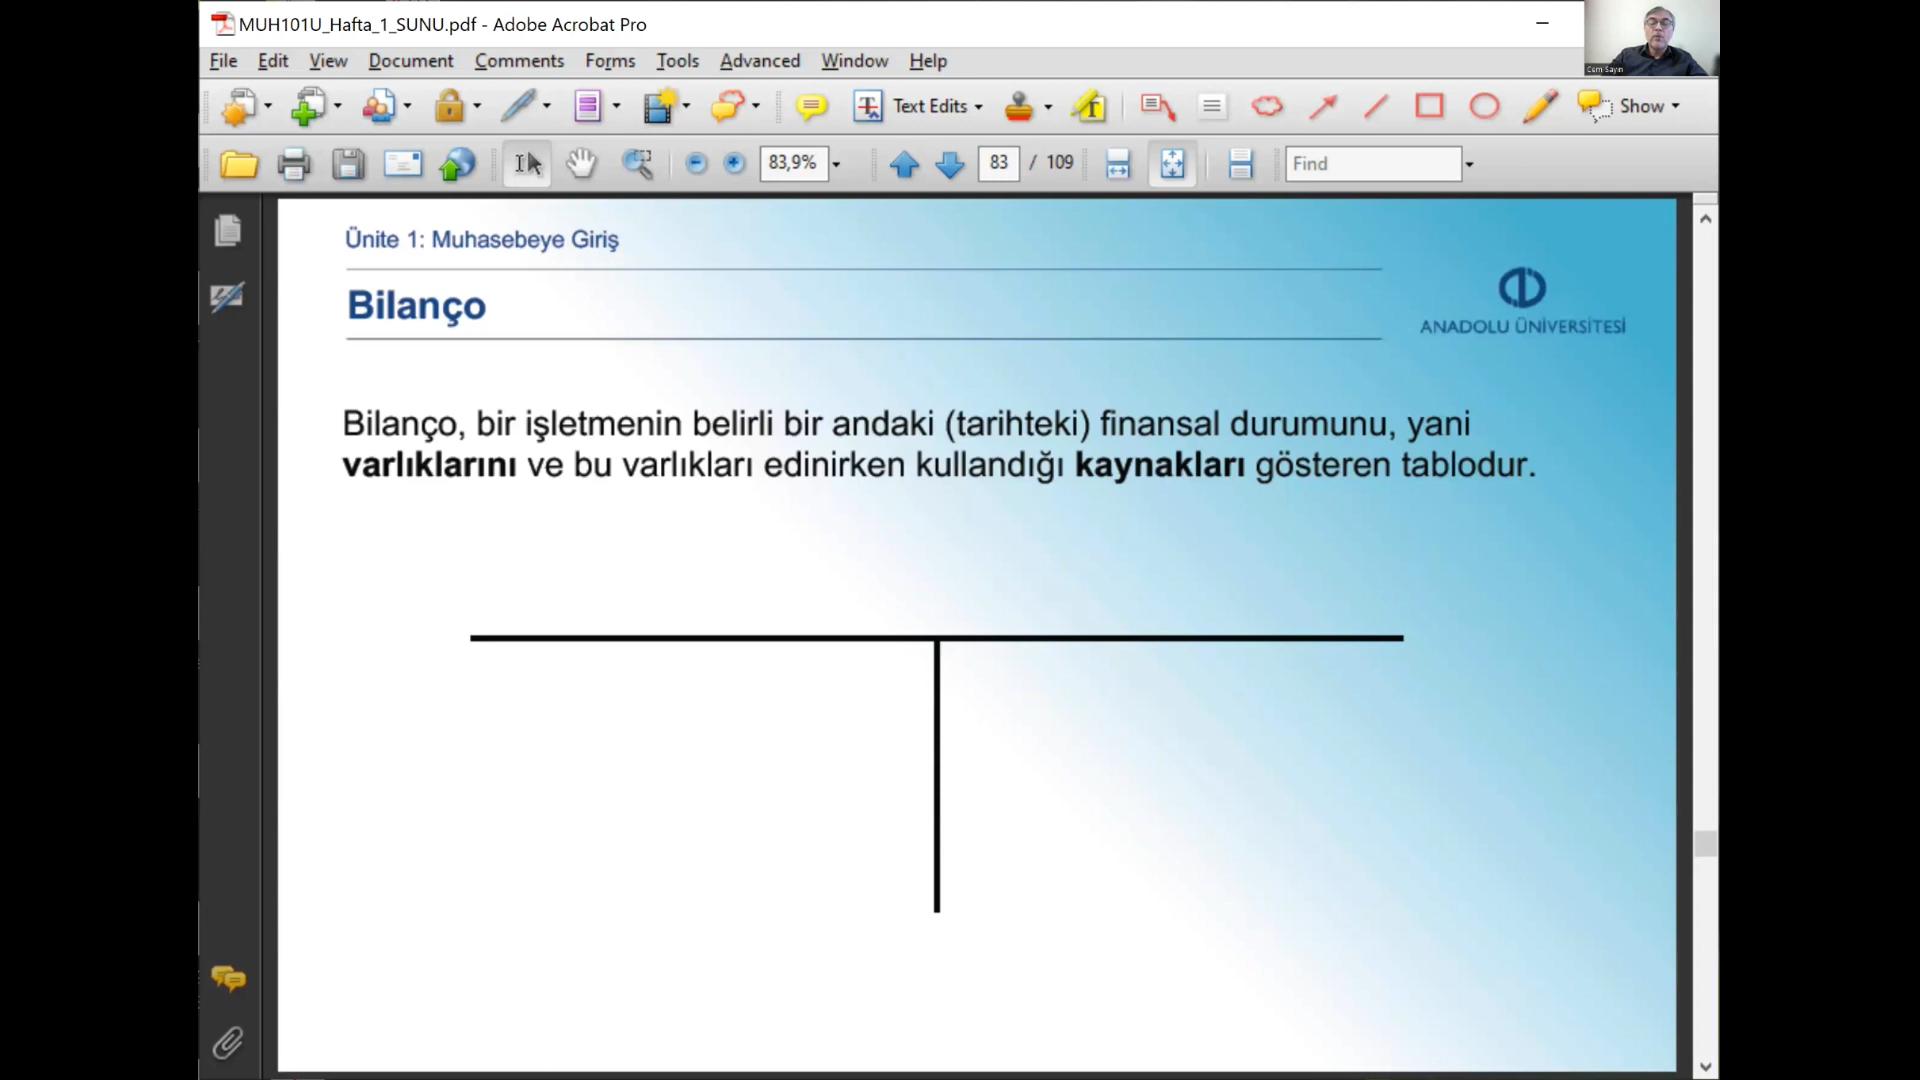 MUH101U_Hafta_1_SUNU.pdf - Adobe Acrobat Pro
Cem Sayın
File Edit View Document Comments Forms Tools Advanced Window Help
Text Edits
Show
83,9%
83 / 109
Find
Ünite 1: Muhasebeye Giriş
Bilanço
ANADOLU ÜNİVERSİTESİ
Bilanço, bir işletmenin belirli bir andaki (tarihteki) finansal durumunu, yani
varlıklarını ve bu varlıkları edinirken kullandığı kaynakları gösteren tablodur.